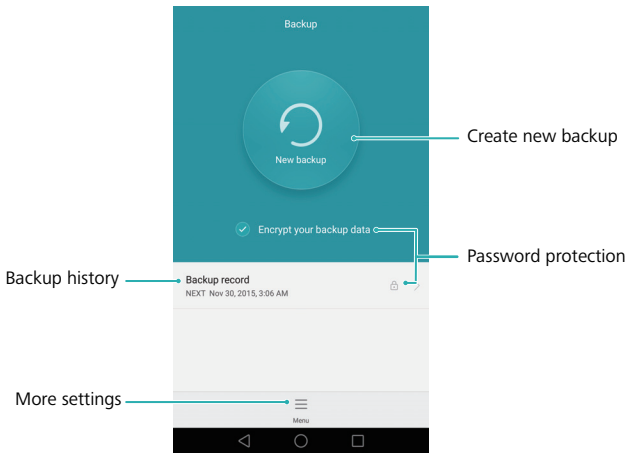 Backup
New backup
Create new backup
Encrypt your backup data
Password protection
Backup history
Backup record
NEXT Nov 30, 2015, 3:06 AM
More settings
Menu